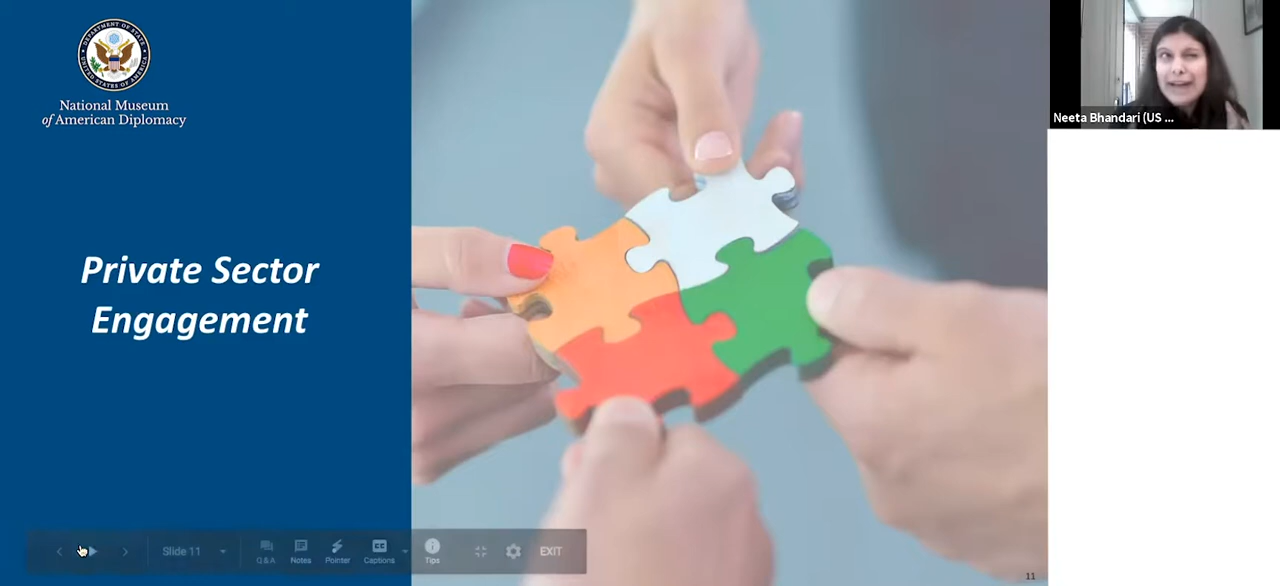 DEPARTMENT OF STATE
UNITED STATES OF AMERICA
National Museum
of American Diplomacy
Neeta Bhandari (US ...
Private Sector
Engagement
Slide 11
Q&A
Notes
Pointer
Captions
Tips
EXIT
11